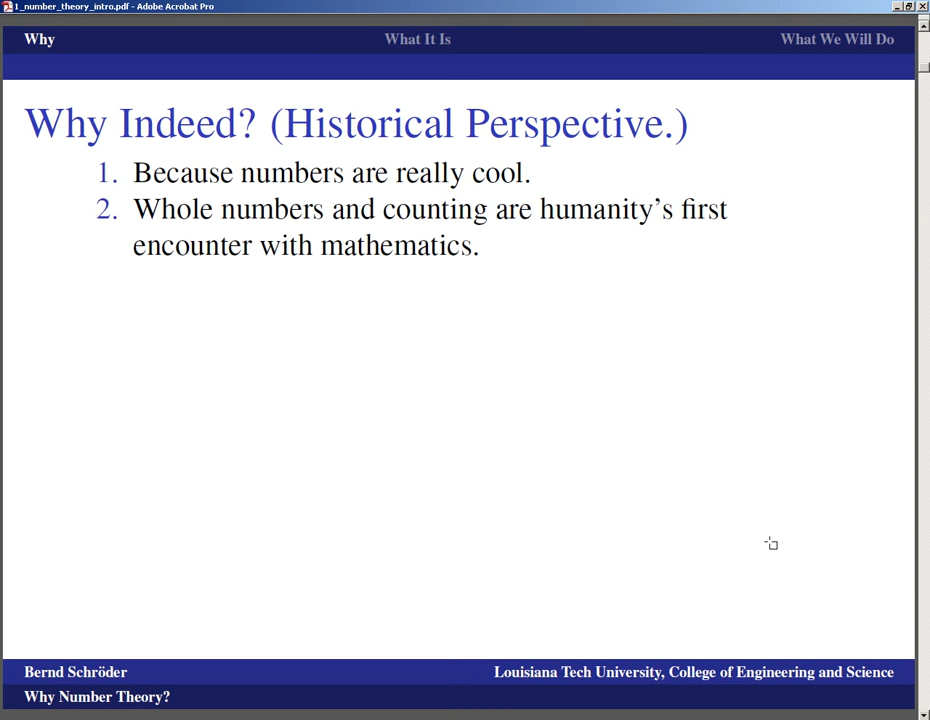 1_number_theory_intro.pdf - Adobe Acrobat Pro
Why What It Is What We Will Do
Why Indeed? (Historical Perspective.)
1. Because numbers are really cool.
2. Whole numbers and counting are humanity's first
encounter with mathematics.
Bernd Schröder Louisiana Tech University, College of Engineering and Science
Why Number Theory?